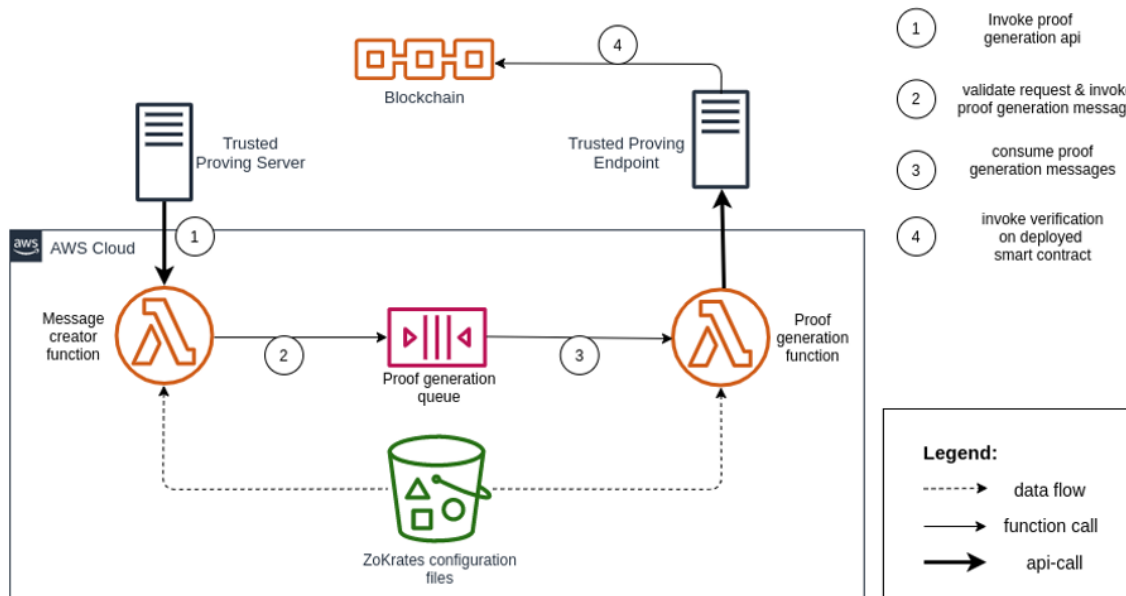 4
1
Invoke proof
generation api
Blockchain
2
validate request & invoke
proof generation messag
Trusted
Proving Server
Trusted Proving
Endpoint
3
consume proof
generation messages
4
invoke verification
on deployed
smart contract
aws
AWS Cloud
1
Message
creator
function
2
3
Proof
generation
function
Proof generation
queue
ZoKrates configuration
files
Legend:
data flow
function call
api-call